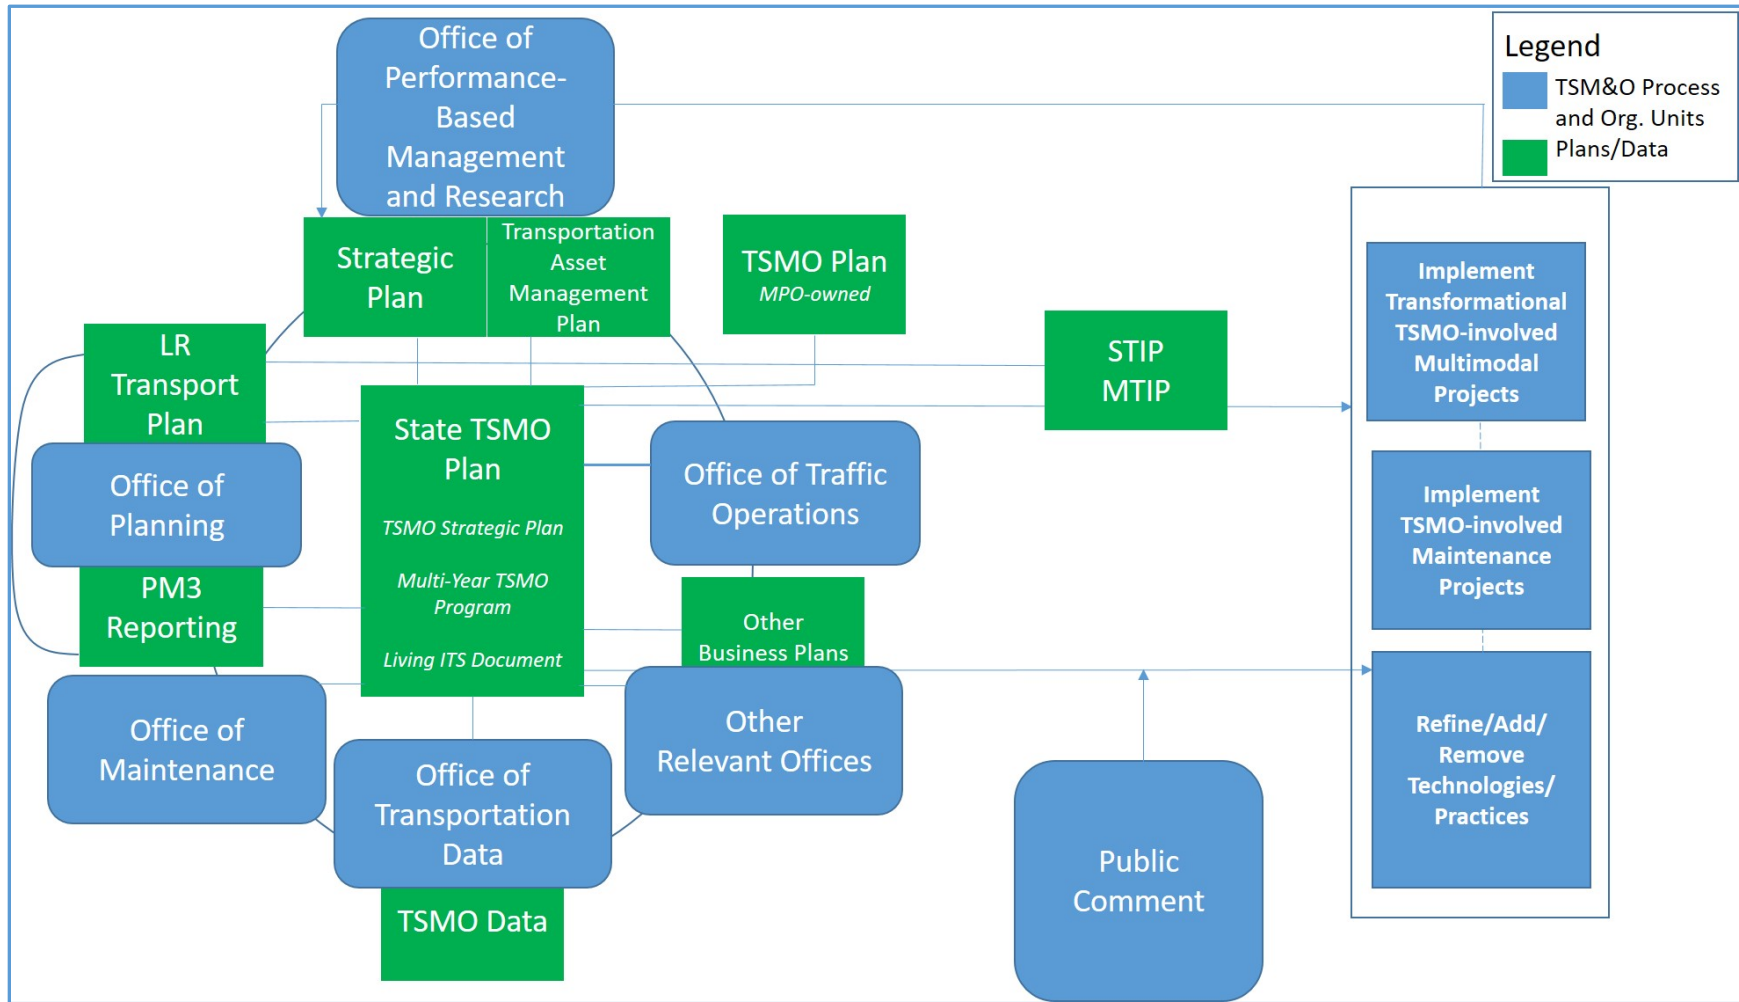 Office of
Performance-
Based
Management
and Research
Legend
TSM&O Process
and Org. Units
Plans/Data
Strategic
Plan
Transportation
Asset
Management
Plan
TSMO Plan
MPO-owned
LR
Transport
Plan
STIP
MTIP
Implement
Transformational
TSMO-involved
Multimodal
Projects
State TSMO
Plan
TSMO Strategic Plan
Multi-Year TSMO
Program
Living ITS Document
Office of Traffic
Operations
Office of
Planning
Implement
TSMO-involved
Maintenance
Projects
PM3
Reporting
Other
Business Plans
Office of
Maintenance
Other
Relevant Offices
Refine/Add/
Remove
Technologies/
Practices
Office of
Transportation
Data
Public
Comment
TSMO Data